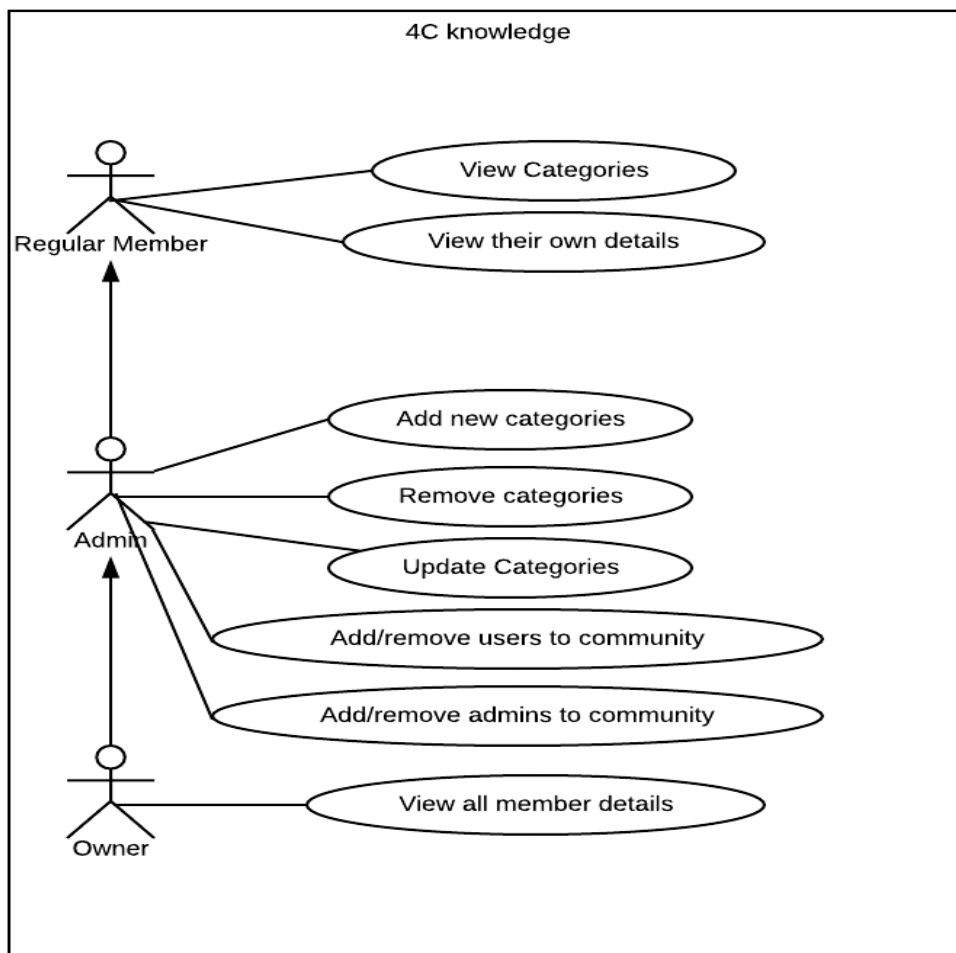 4C knowledge
View Categories
View their own details
Regular Member
Add new categories
Remove categories
Admin
Update Categories
Add/remove users to community
Add/remove admins to community
View all member details
Owner